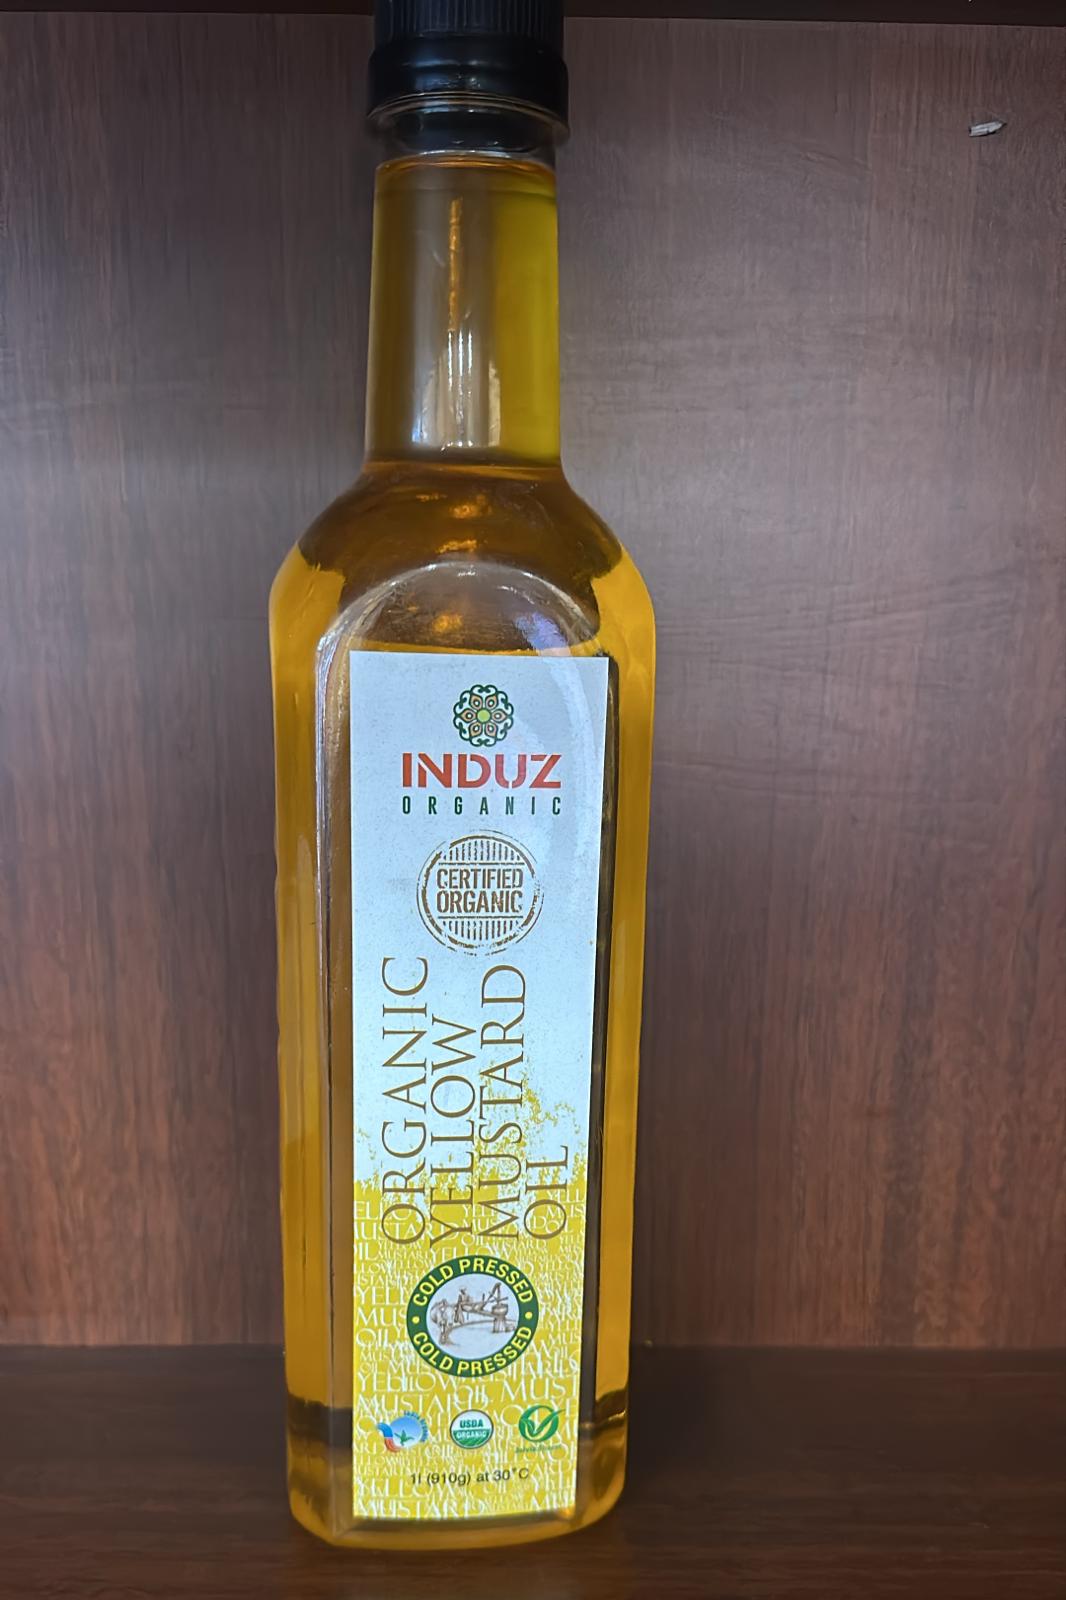 INDUZ
ORGANIC
CERTIFIED
ORGANIC
ORGANIC
YELLOW
MUSTARD
OIL
COLD PRESSED
COLD PRESSED
USDA
ORGANIC
1l (910g) at 30°C